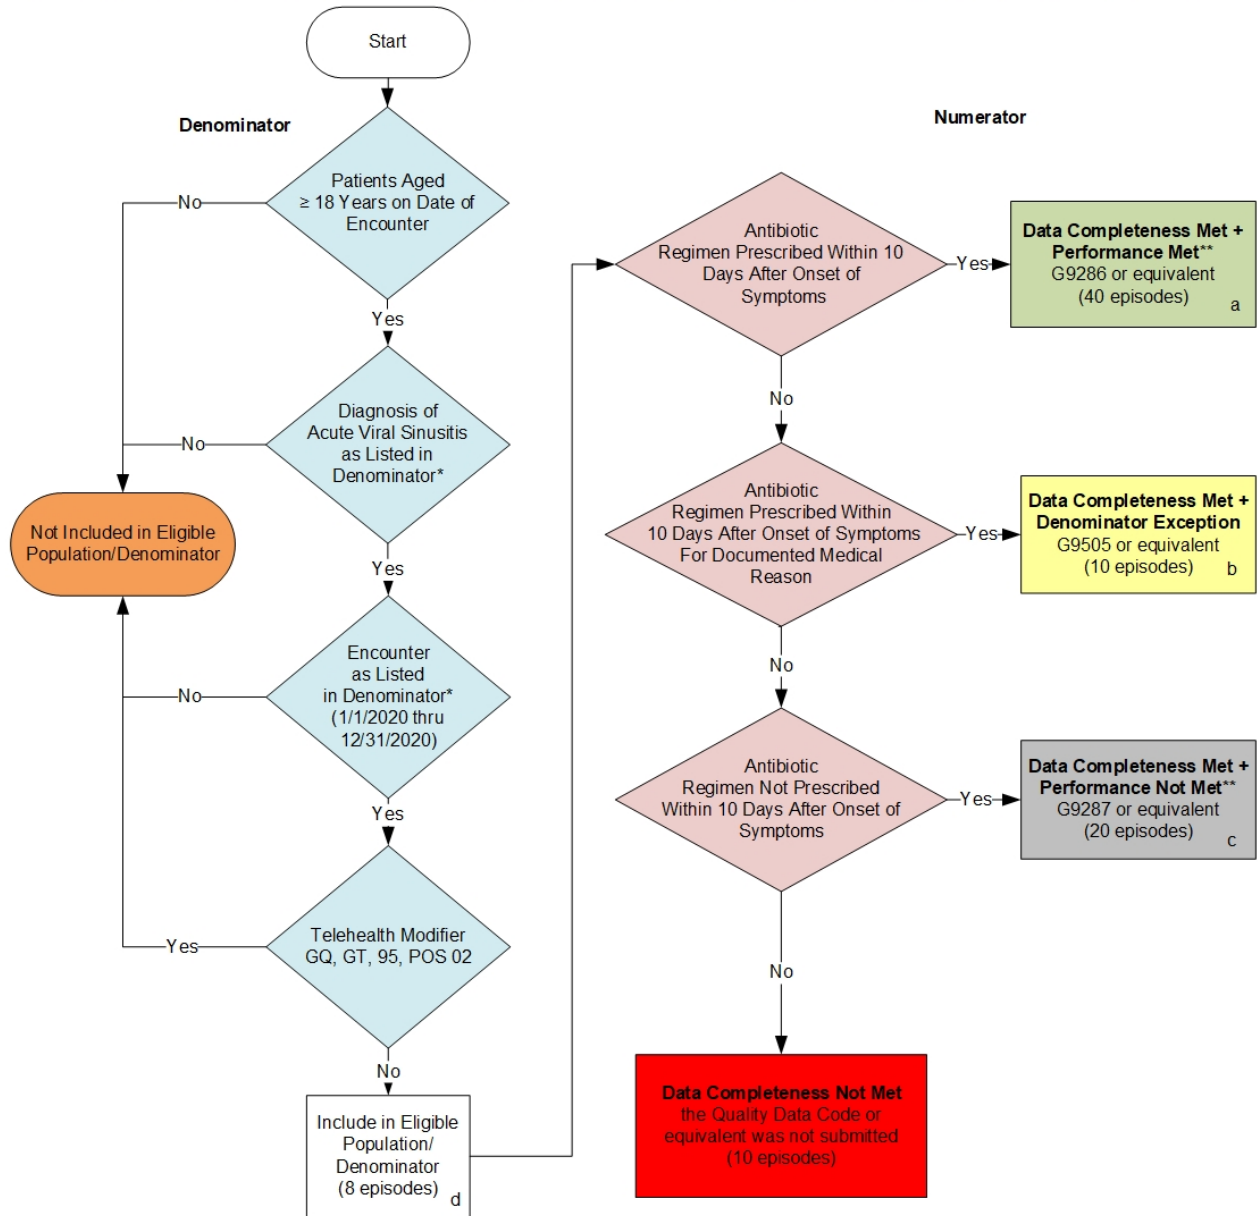 Start
Denominator
Patients Aged
≥ 18 Years on Date of
Encounter
No
Yes
Diagnosis of
Acute Viral Sinusitis
as Listed in
Denominator*
No
Not Included in Eligible
Population/Denominator
Yes
Encounter
as Listed
in Denominator*
(1/1/2020 thru
12/31/2020)
No
Yes
Telehealth Modifier
GQ, GT, 95, POS 02
Yes
No
Include in Eligible
Population/
Denominator
(8 episodes)
d
Numerator
Antibiotic
Regimen Prescribed Within 10
Days After Onset of
Symptoms
Yes
Data Completeness Met +
Performance Met**
G9286 or equivalent
(40 episodes)
a
No
Antibiotic
Regimen Prescribed Within
10 Days After Onset of Symptoms
For Documented Medical
Reason
Yes
Data Completeness Met +
Denominator Exception
G9505 or equivalent
(10 episodes)
b
No
Antibiotic
Regimen Not Prescribed
Within 10 Days After Onset of
Symptoms
Yes
Data Completeness Met +
Performance Not Met**
G9287 or equivalent
(20 episodes)
c
No
Data Completeness Not Met
the Quality Data Code or
equivalent was not submitted
(10 episodes)